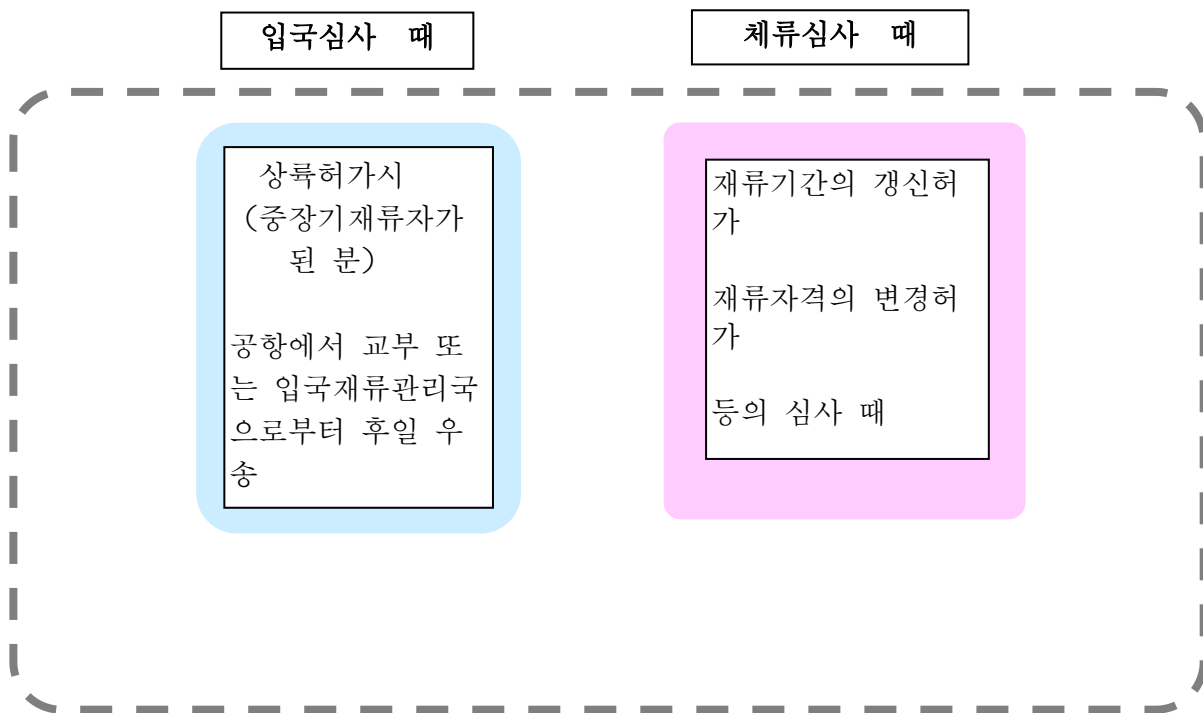 입국심사 때
체류심사 때
상륙허가시
(중장기재류자가
된 분)
공항에서 교부 또
는 입국재류관리국
으로부터 후일 우
송
재류기간의 갱신허
가
재류자격의 변경허
가
등의 심사 때